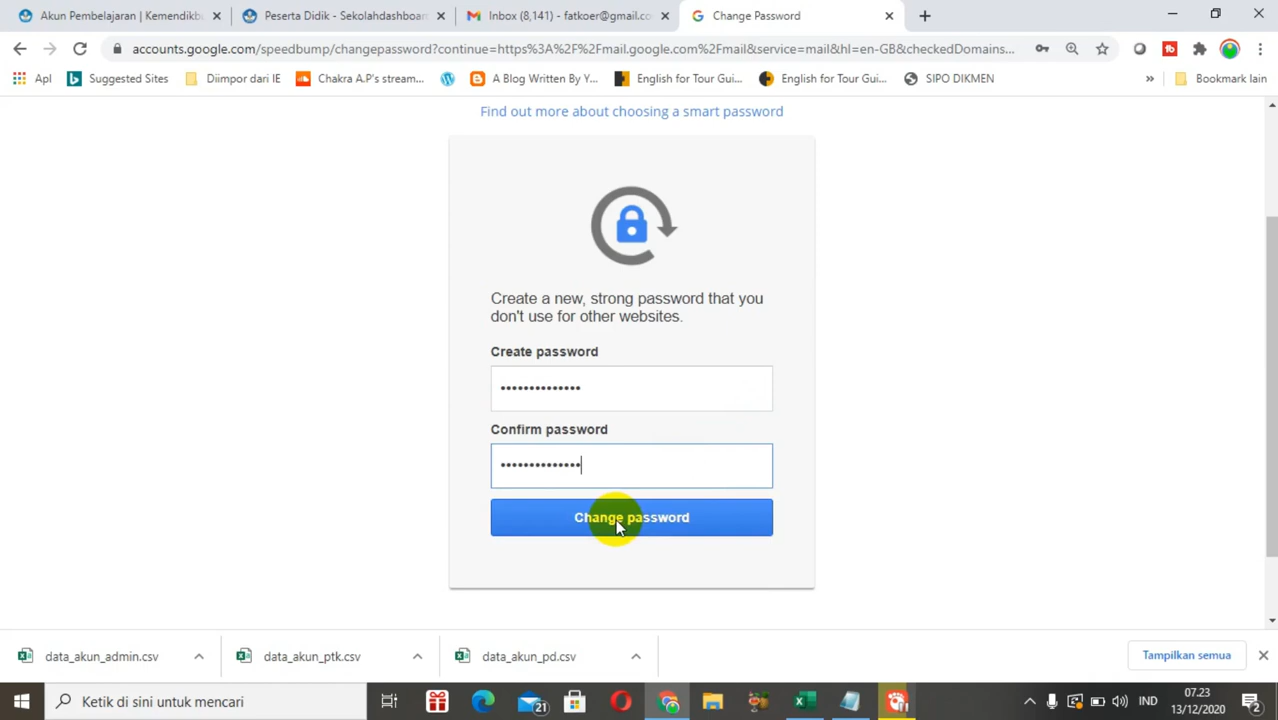 Akun Pembelajaran | Kemendikbu
Peserta Didik - Sekolahdashboar
Inbox (8,141) - fatkoer@gmail.co
Change Password
accounts.google.com/speedbump/changepassword?continue=https%3A%2F%2Fmail.google.com%2Fmail&service=mail&hl=en-GB&checkedDomains...
Apl
Suggested Sites
Diimpor dari IE
Chakra A.P's stream...
A Blog Written By Y...
English for Tour Gui...
English for Tour Gui...
SIPO DIKMEN
»
Bookmark lain
Find out more about choosing a smart password
Create a new, strong password that you
don't use for other websites.
Create password
••••••••••••••
Confirm password
••••••••••••••
Change password
data_akun_admin.csv
data_akun_ptk.csv
data_akun_pd.csv
Tampilkan semua
Ketik di sini untuk mencari
21
IND
07.23
13/12/2020
2